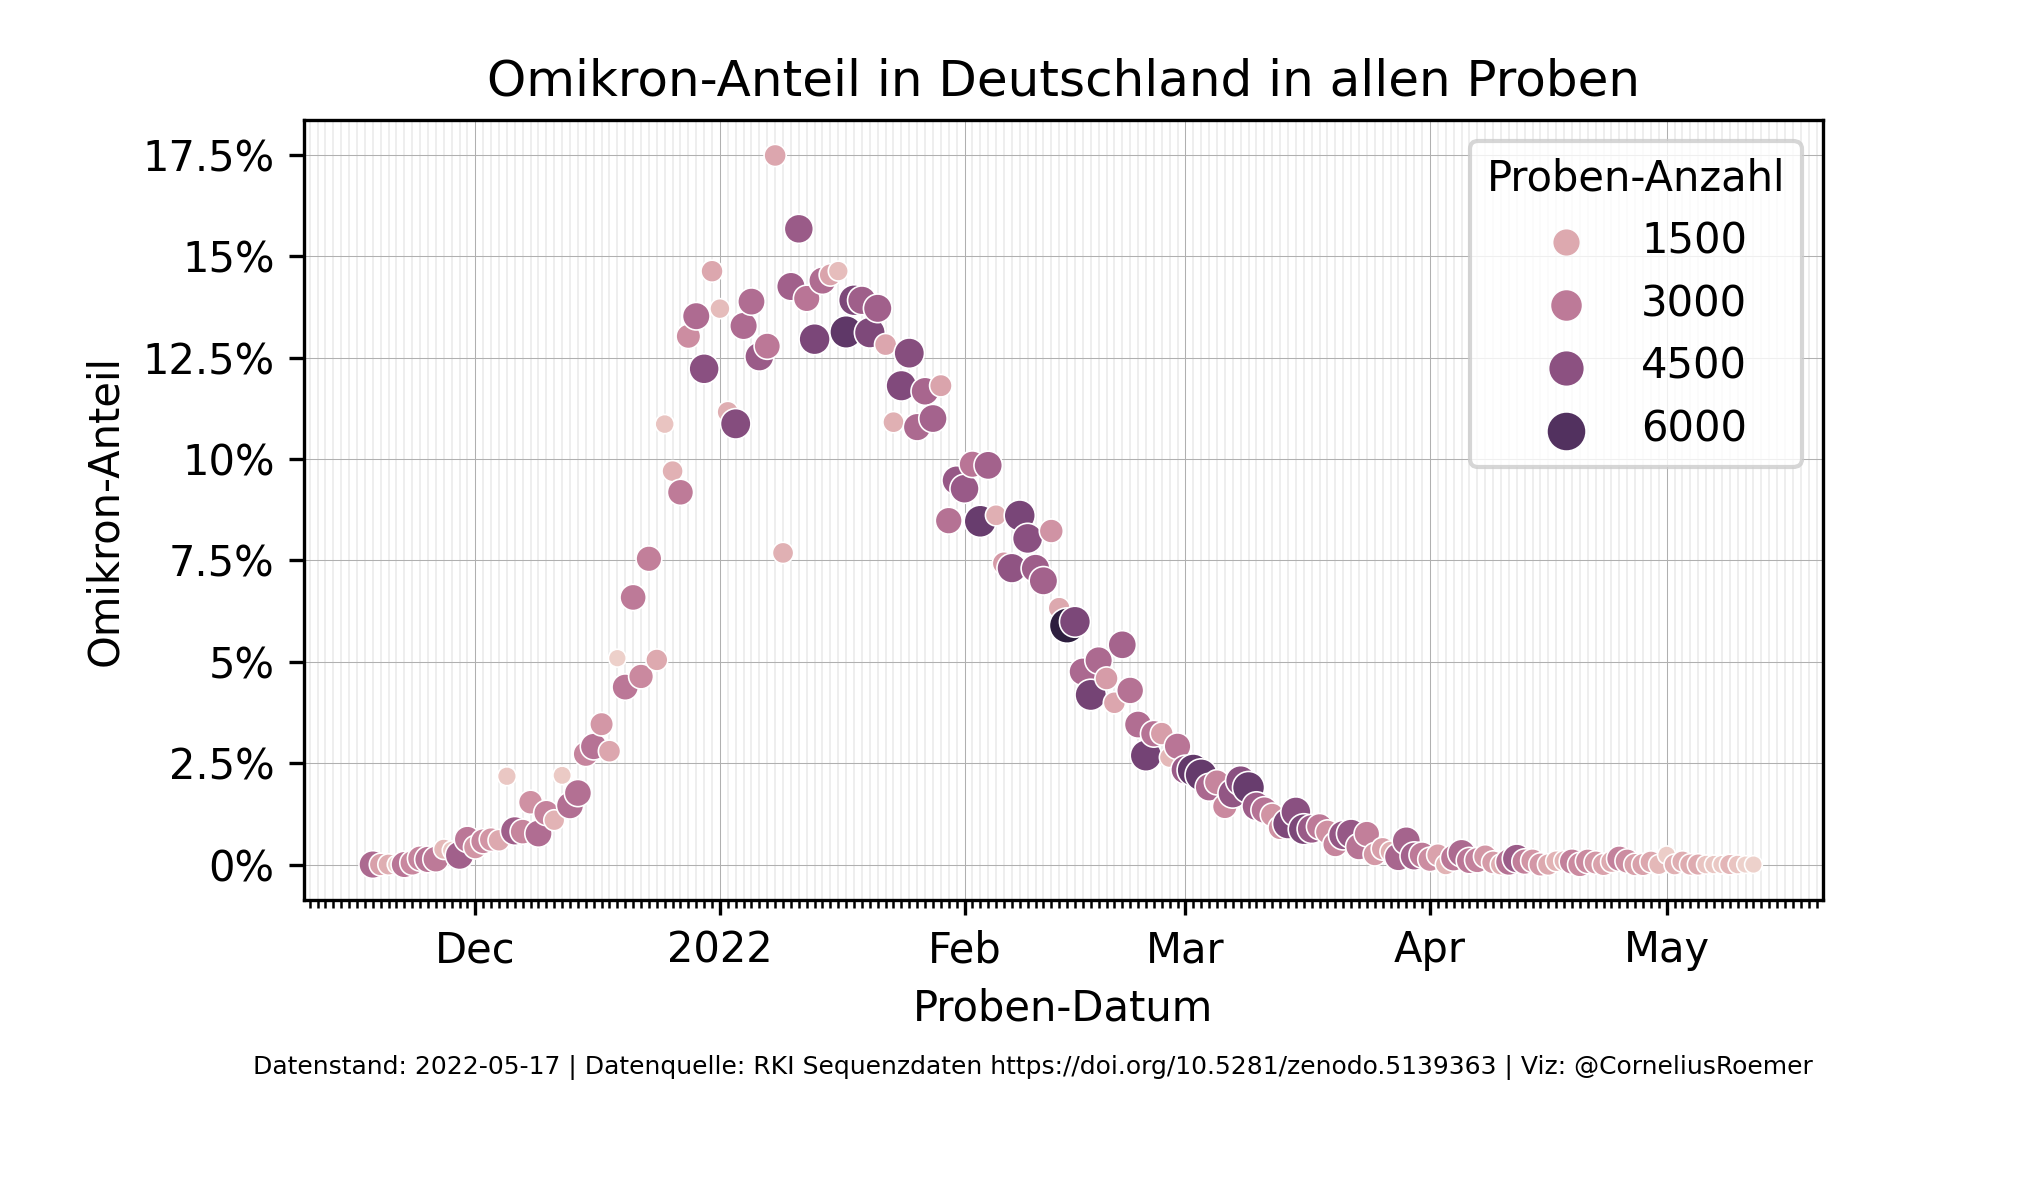 Omikron-Anteil in Deutschland in allen Proben
Proben-Anzahl
1500
3000
4500
6000
Omikron-Anteil
17.5%
15%
12.5%
10%
7.5%
5%
2.5%
0%
Dec 2022 Feb Mar Apr May
Proben-Datum
Datenstand: 2022-05-17 | Datenquelle: RKI Sequenzdaten https://doi.org/10.5281/zenodo.5139363 | Viz: @CorneliusRoemer